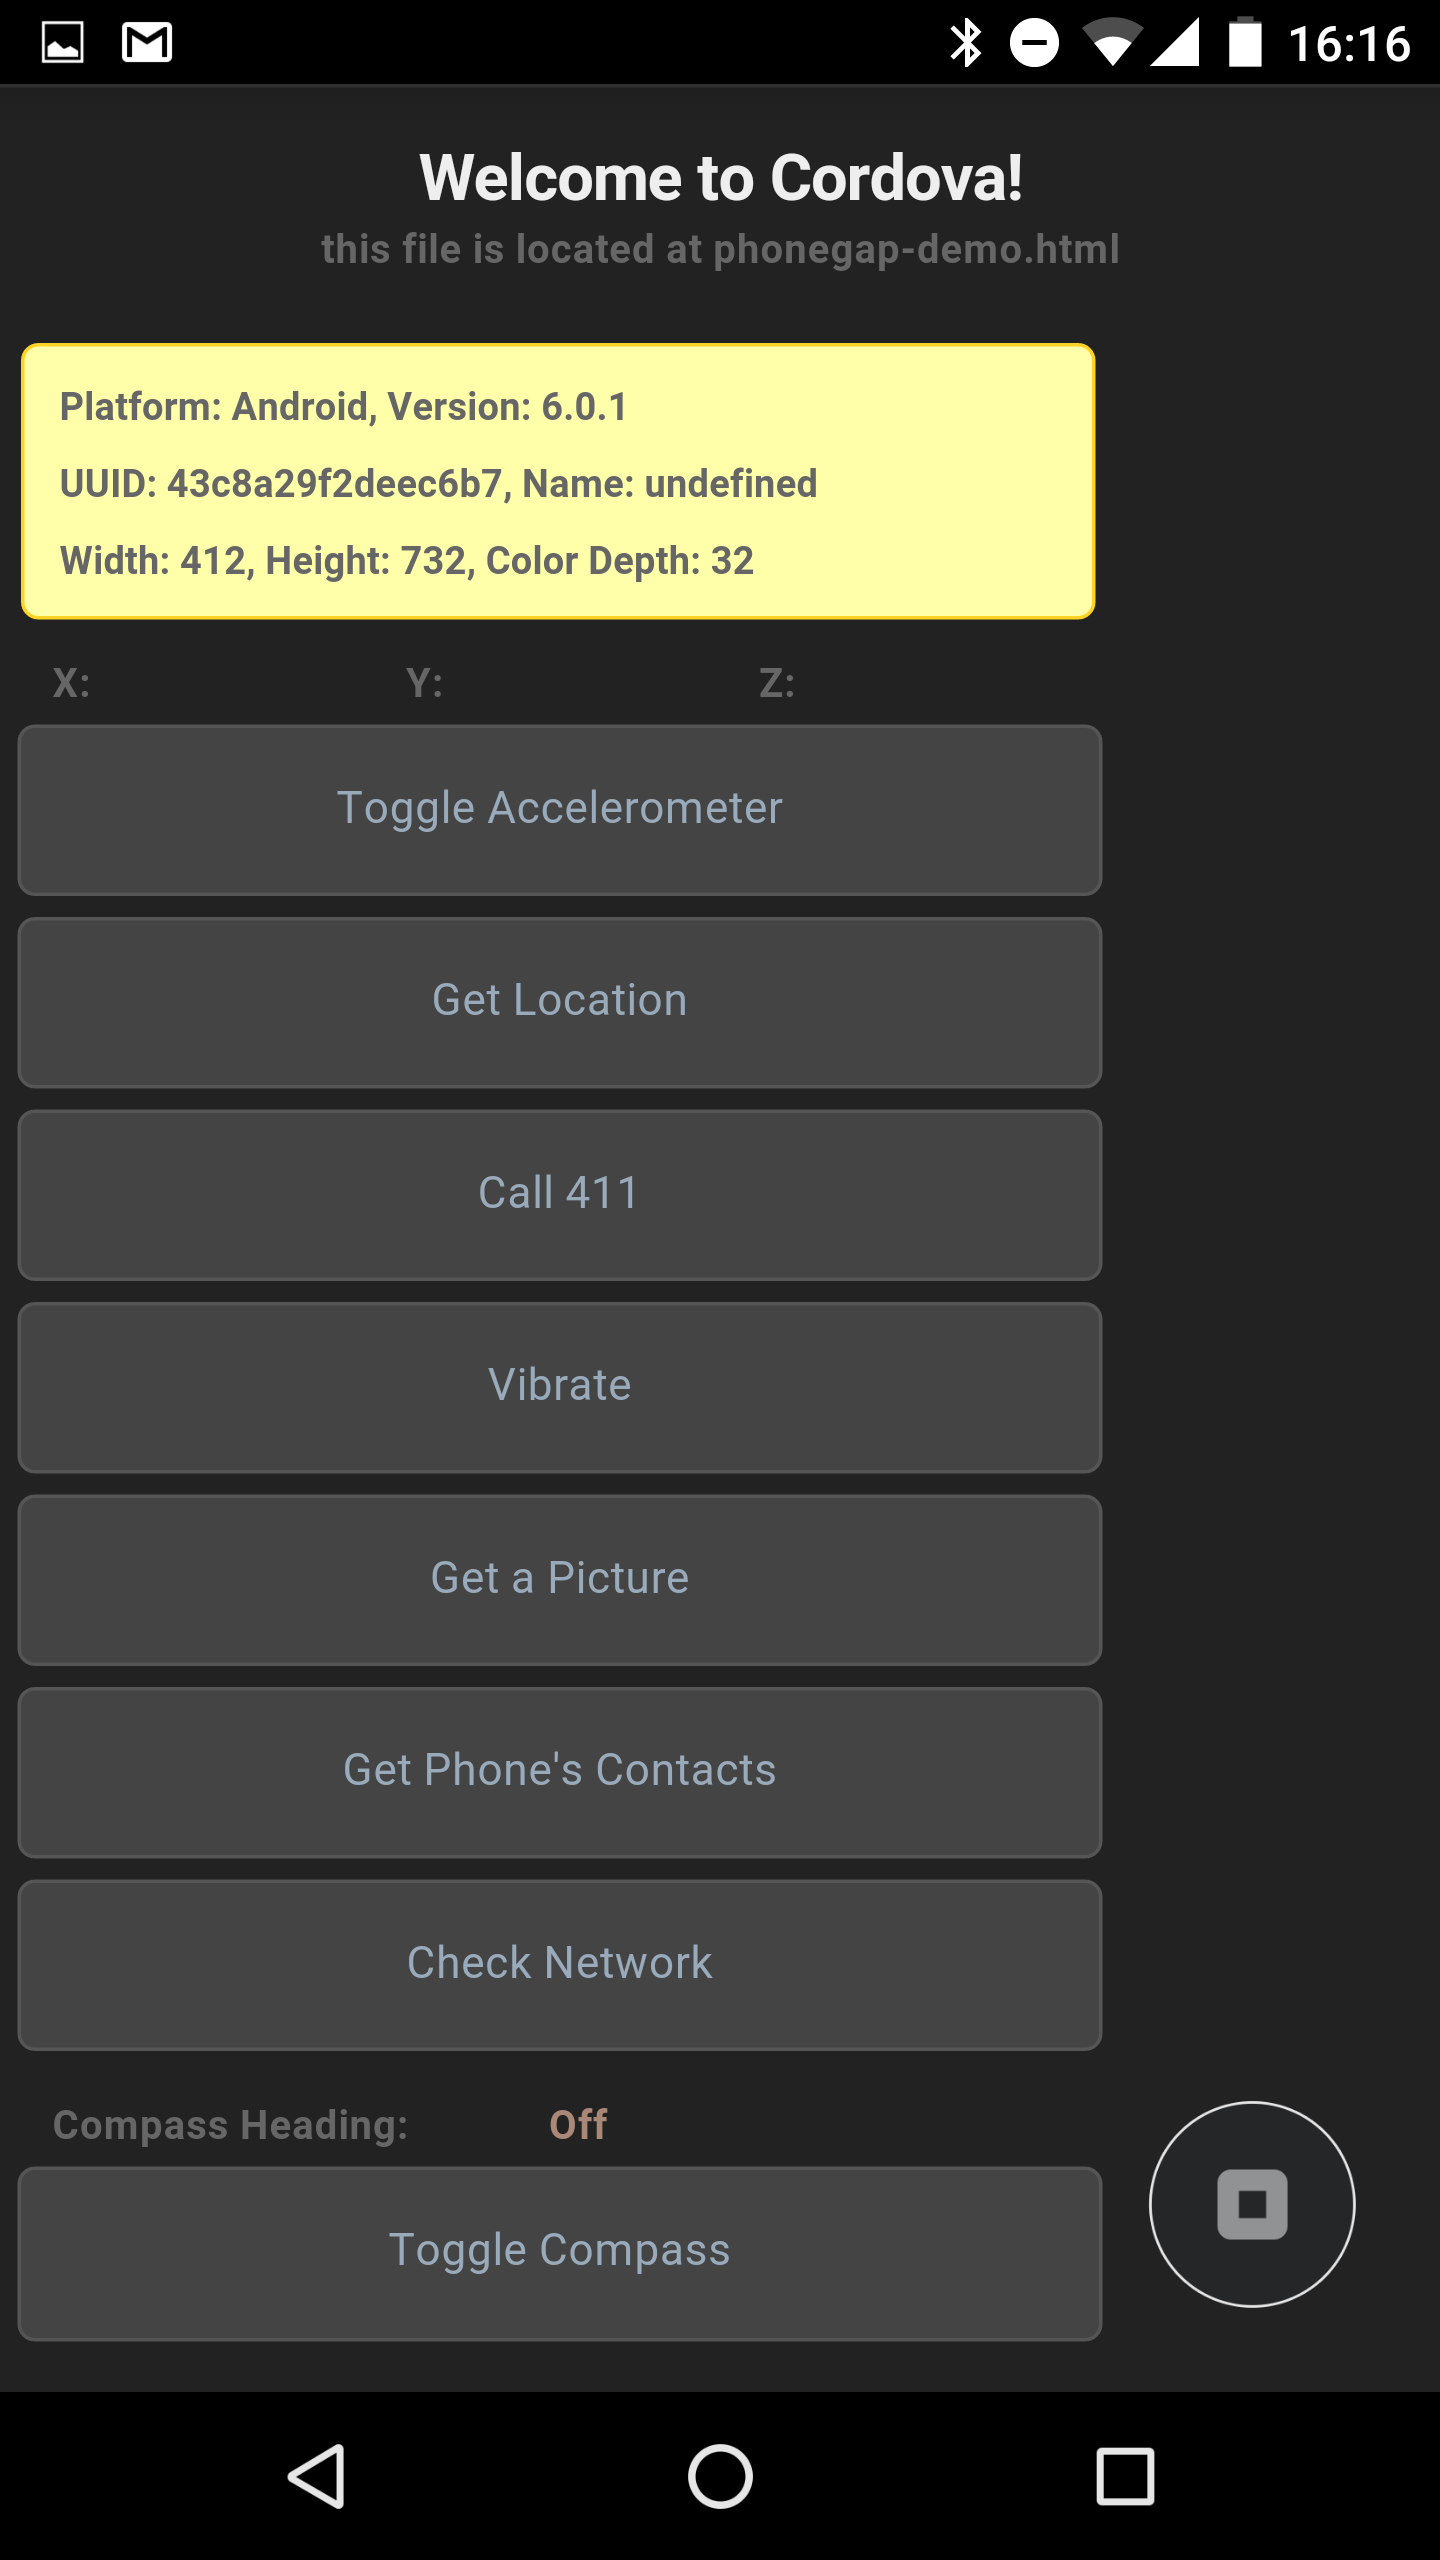 16:16
Welcome to Cordova!
this file is located at phonegap-demo.html
Platform: Android, Version: 6.0.1
UUID: 43c8a29f2deec6b7, Name: undefined
Width: 412, Height: 732, Color Depth: 32
X: Y: Z:
Toggle Accelerometer
Get Location
Call 411
Vibrate
Get a Picture
Get Phone's Contacts
Check Network
Compass Heading: Off
Toggle Compass